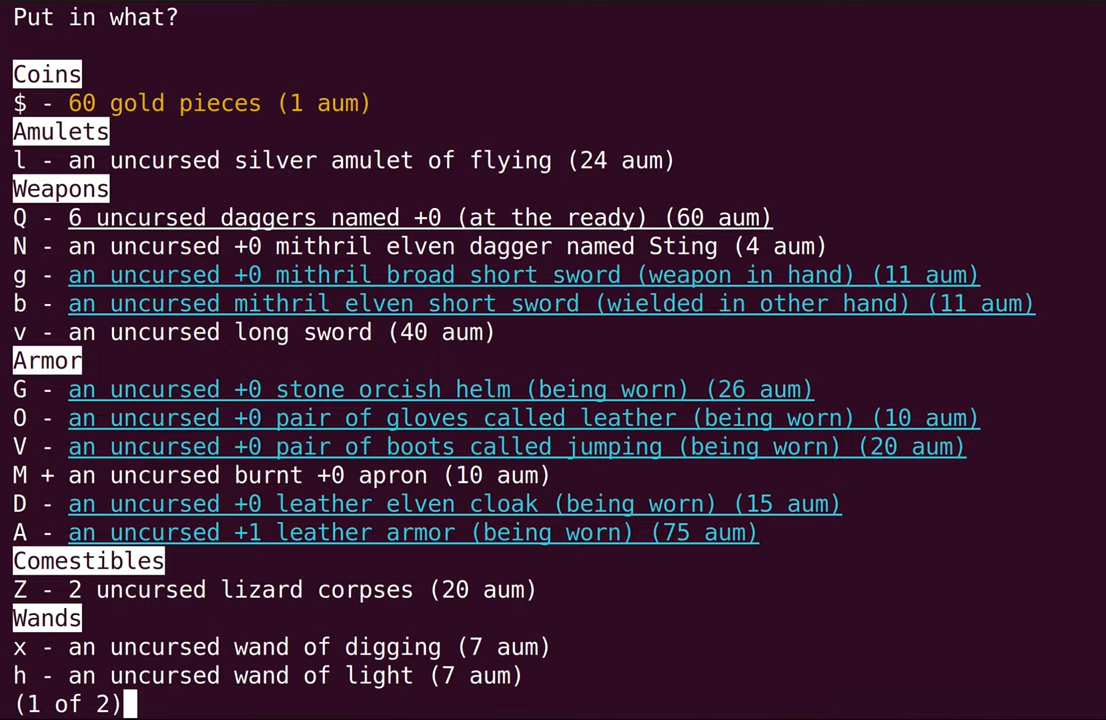 Put in what?
Coins
$ - 60 gold pieces (1 aum)
Amulets
l - an uncursed silver amulet of flying (24 aum)
Weapons
Q - 6 uncursed daggers named +0 (at the ready) (60 aum)
N - an uncursed +0 mithril elven dagger named Sting (4 aum)
g - an uncursed +0 mithril broad short sword (weapon in hand) (11 aum)
b - an uncursed mithril elven short sword (wielded in other hand) (11 aum)
v - an uncursed long sword (40 aum)
Armor
G - an uncursed +0 stone orcish helm (being worn) (26 aum)
O - an uncursed +0 pair of gloves called leather (being worn) (10 aum)
V - an uncursed +0 pair of boots called jumping (being worn) (20 aum)
M + an uncursed burnt +0 apron (10 aum)
D - an uncursed +0 leather elven cloak (being worn) (15 aum)
A - an uncursed +1 leather armor (being worn) (75 aum)
Comestibles
Z - 2 uncursed lizard corpses (20 aum)
Wands
x - an uncursed wand of digging (7 aum)
h - an uncursed wand of light (7 aum)
(1 of 2)